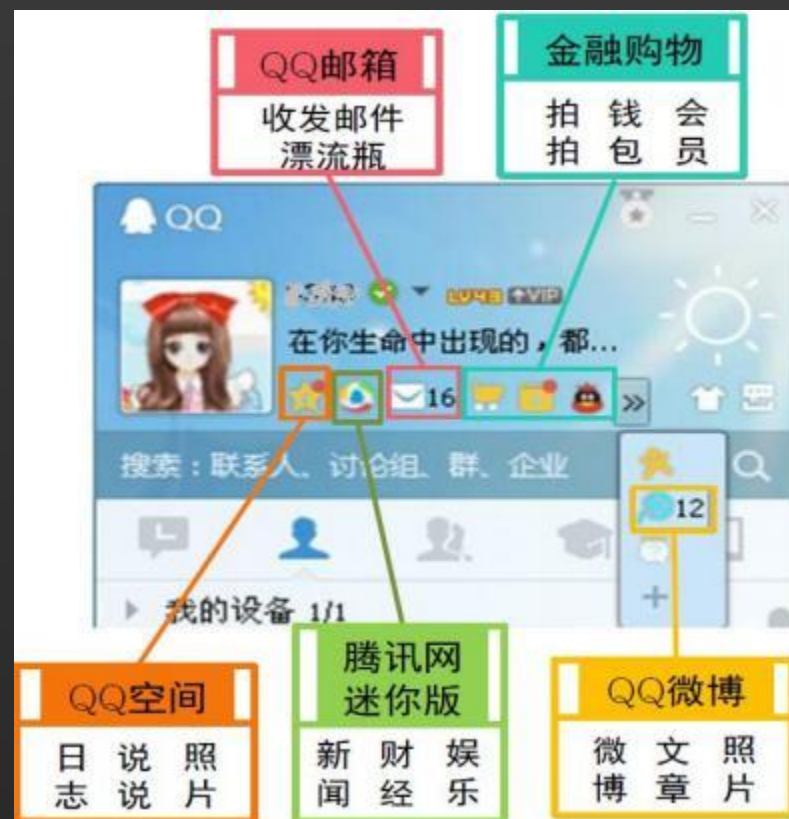 QQ邮箱
收发邮件
漂流瓶
金融购物
拍 钱 会
拍 包 员
QQ
LV43 VIP
在你生命中出现的，都...
16
搜索：联系人、讨论组、群、企业
12
我的设备 1/1
QQ空间
日 说 照
志 说 片
腾讯网
迷你版
新 财 娱
闻 经 乐
QQ微博
微 文 照
博 章 片